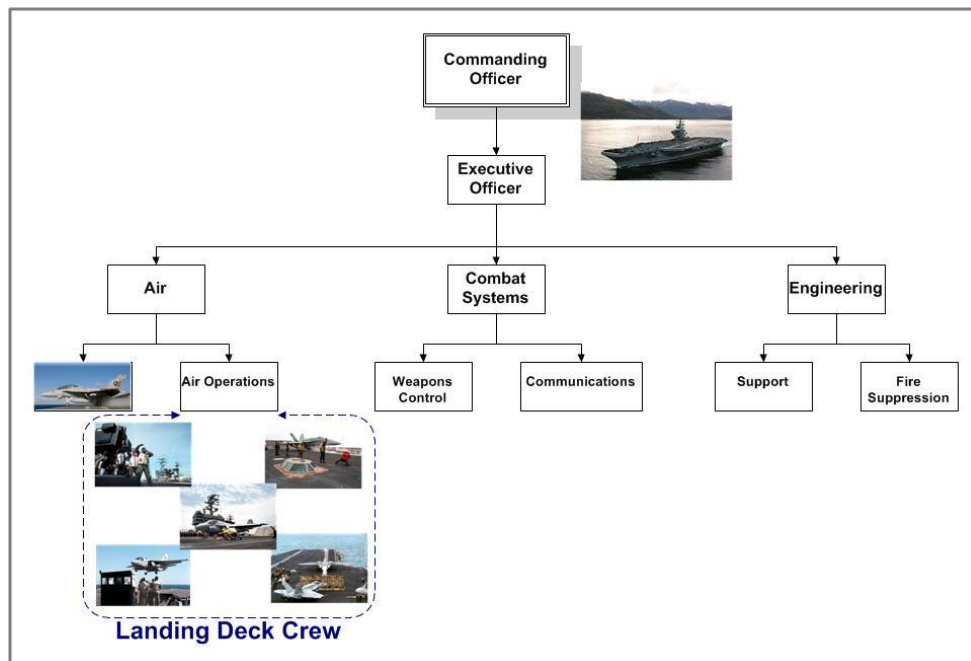 Commanding
Officer
Executive
Officer
Air
Combat
Systems
Engineering
Air Operations
Weapons
Control
Communications
Support
Fire
Suppression
Landing Deck Crew